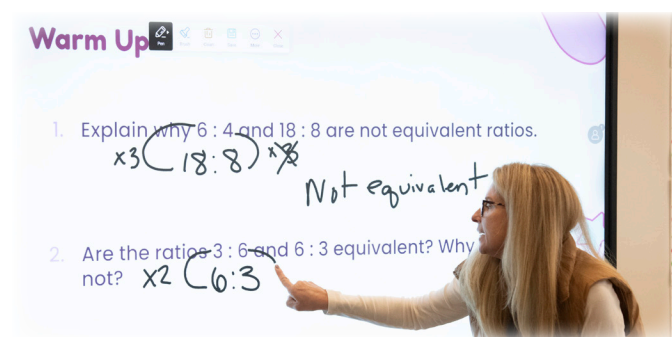 Warm Up
1. Explain why 6 : 4 and 18 : 8 are not equivalent ratios.
x3 18:8 x
Not equivalent
2. Are the ratios 3 : 6 and 6 : 3 equivalent? Why
not? x2 6:3